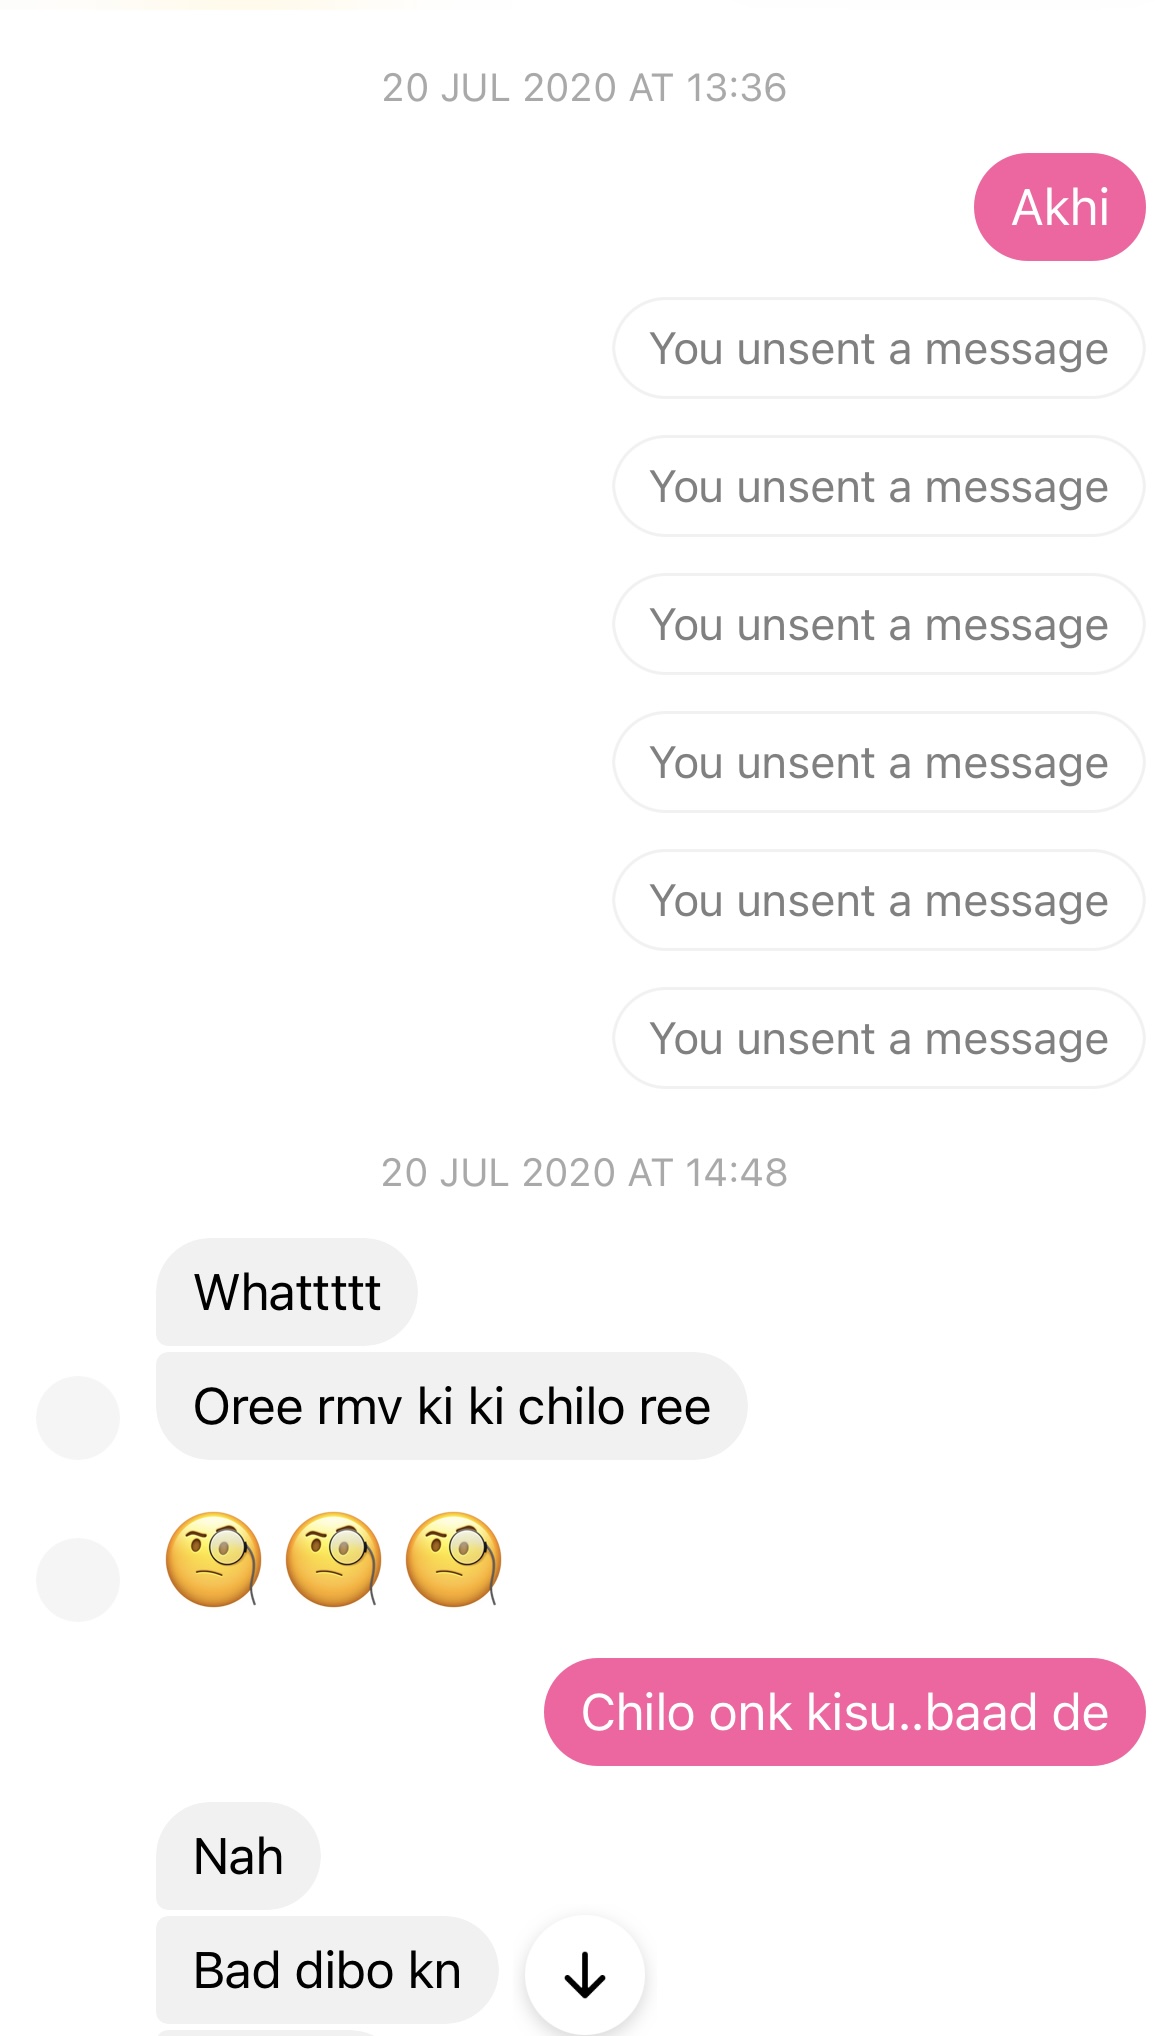 20 JUL 2020 AT 13:36
Akhi
You unsent a message
You unsent a message
You unsent a message
You unsent a message
You unsent a message
You unsent a message
20 JUL 2020 AT 14:48
Whattttt
Oree rmv ki ki chilo ree
🧐 🧐 🧐
Chilo onk kisu..baad de
Nah
Bad dibo kn